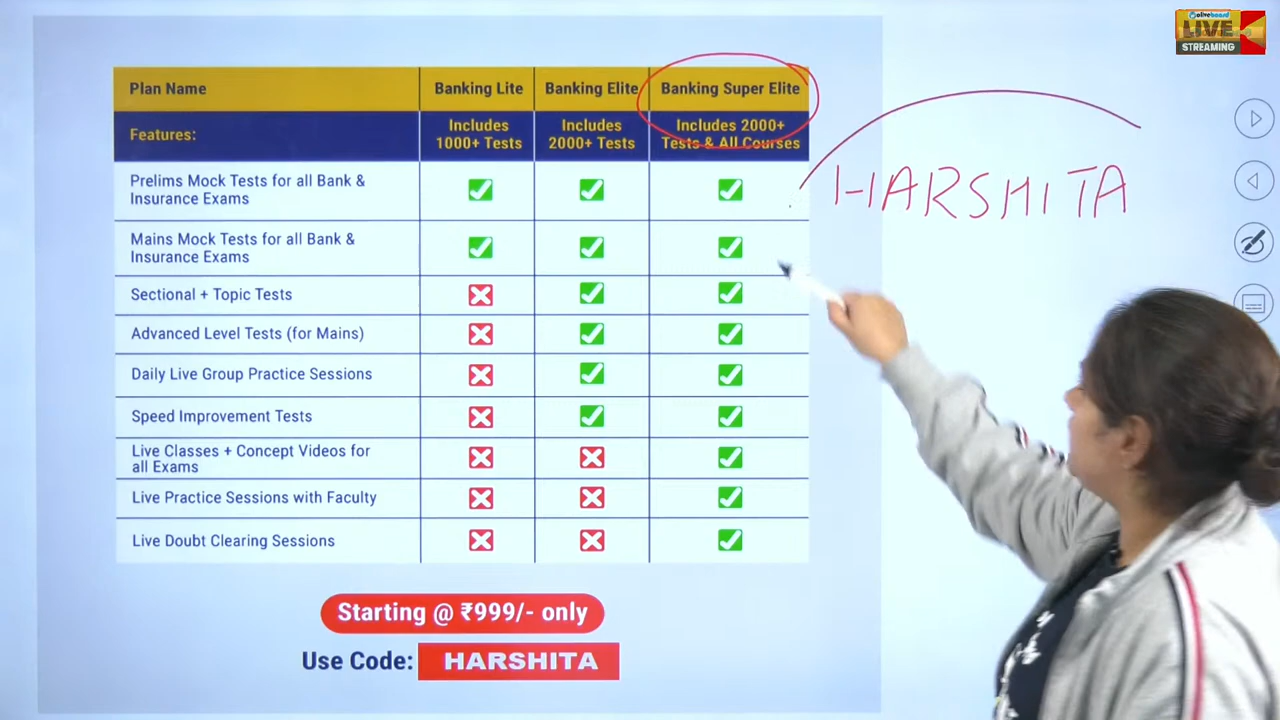 oliveboard
LIVE
STREAMING
Plan Name Banking Lite Banking Elite Banking Super Elite
Features: Includes 1000+ Tests Includes 2000+ Tests Includes 2000+ Tests & All Courses
Prelims Mock Tests for all Bank &
Insurance Exams
Mains Mock Tests for all Bank &
Insurance Exams
Sectional + Topic Tests
Advanced Level Tests (for Mains)
Daily Live Group Practice Sessions
Speed Improvement Tests
Live Classes + Concept Videos for
all Exams
Live Practice Sessions with Faculty
Live Doubt Clearing Sessions
HARSHITA
Starting @ ₹999/- only
Use Code: HARSHITA